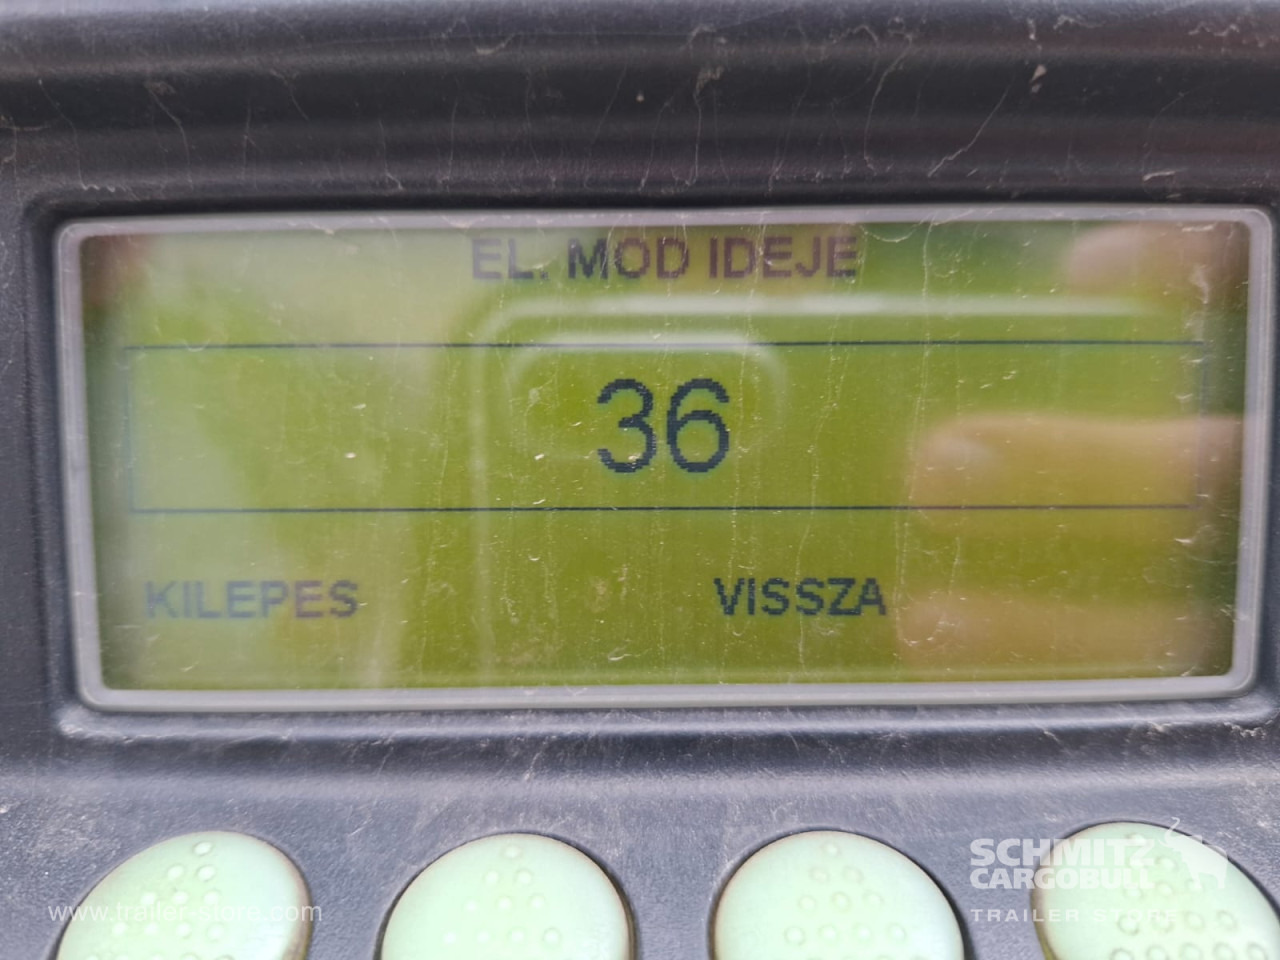 EL. MOD IDEJE
36
KILEPES VISSZA
SCHMITZ
CARGOBULL
TRAILER STORE
www.trailer-store.com